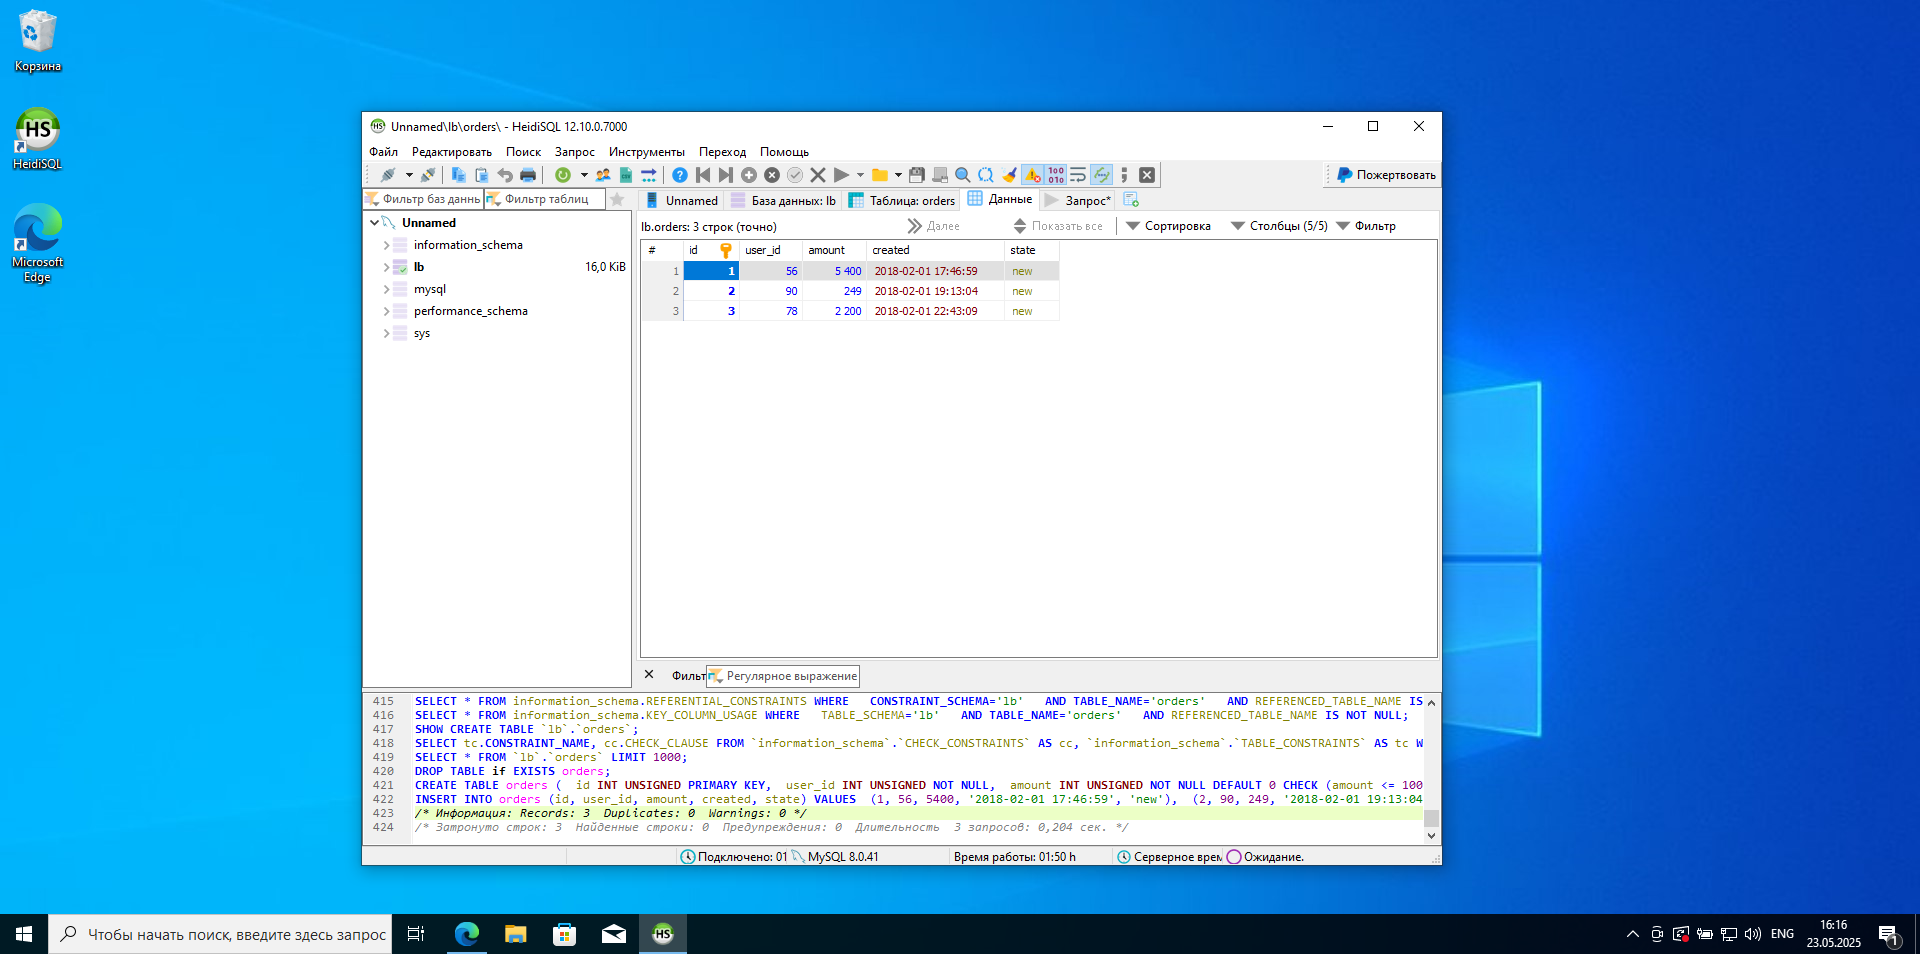 Корзина
HeidiSQL
Microsoft
Edge
Unnamed\lb\orders\ - HeidiSQL 12.10.0.7000
Файл Редактировать Поиск Запрос Инструменты Переход Помощь
Пожертвовать
Фильтр баз даннь Фильтр таблиц
Unnamed База данных: lb Таблица: orders Данные Запрос*
Unnamed
information_schema
lb 16,0 KiB
mysql
performance_schema
sys
lb.orders: 3 строк (точно) Далее Показать все Сортировка Столбцы (5/5) Фильтр
# id user_id amount created state
1 1 56 5 400 2018-02-01 17:46:59 new
2 2 90 249 2018-02-01 19:13:04 new
3 3 78 2 200 2018-02-01 22:43:09 new
Фильт Регулярное выражение
415 SELECT * FROM information_schema.REFERENTIAL_CONSTRAINTS WHERE CONSTRAINT_SCHEMA='lb' AND TABLE_NAME='orders' AND REFERENCED_TABLE_NAME IS
416 SELECT * FROM information_schema.KEY_COLUMN_USAGE WHERE TABLE_SCHEMA='lb' AND TABLE_NAME='orders' AND REFERENCED_TABLE_NAME IS NOT NULL;
417 SHOW CREATE TABLE `lb`.`orders`;
418 SELECT tc.CONSTRAINT_NAME, cc.CHECK_CLAUSE FROM `information_schema`.`CHECK_CONSTRAINTS` AS cc, `information_schema`.`TABLE_CONSTRAINTS` AS tc W
419 SELECT * FROM `lb`.`orders` LIMIT 1000;
420 DROP TABLE if EXISTS orders;
421 CREATE TABLE orders ( id INT UNSIGNED PRIMARY KEY, user_id INT UNSIGNED NOT NULL, amount INT UNSIGNED NOT NULL DEFAULT 0 CHECK (amount <= 100
422 INSERT INTO orders (id, user_id, amount, created, state) VALUES (1, 56, 5400, '2018-02-01 17:46:59', 'new'), (2, 90, 249, '2018-02-01 19:13:04
423 /* Информация: Records: 3 Duplicates: 0 Warnings: 0 */
424 /* Затронуто строк: 3 Найденные строки: 0 Предупреждения: 0 Длительность 3 запросов: 0,204 сек. */
Подключено: 01 MySQL 8.0.41 Время работы: 01:50 h Серверное врем Ожидание.
Чтобы начать поиск, введите здесь запрос
ENG
16:16
23.05.2025
1